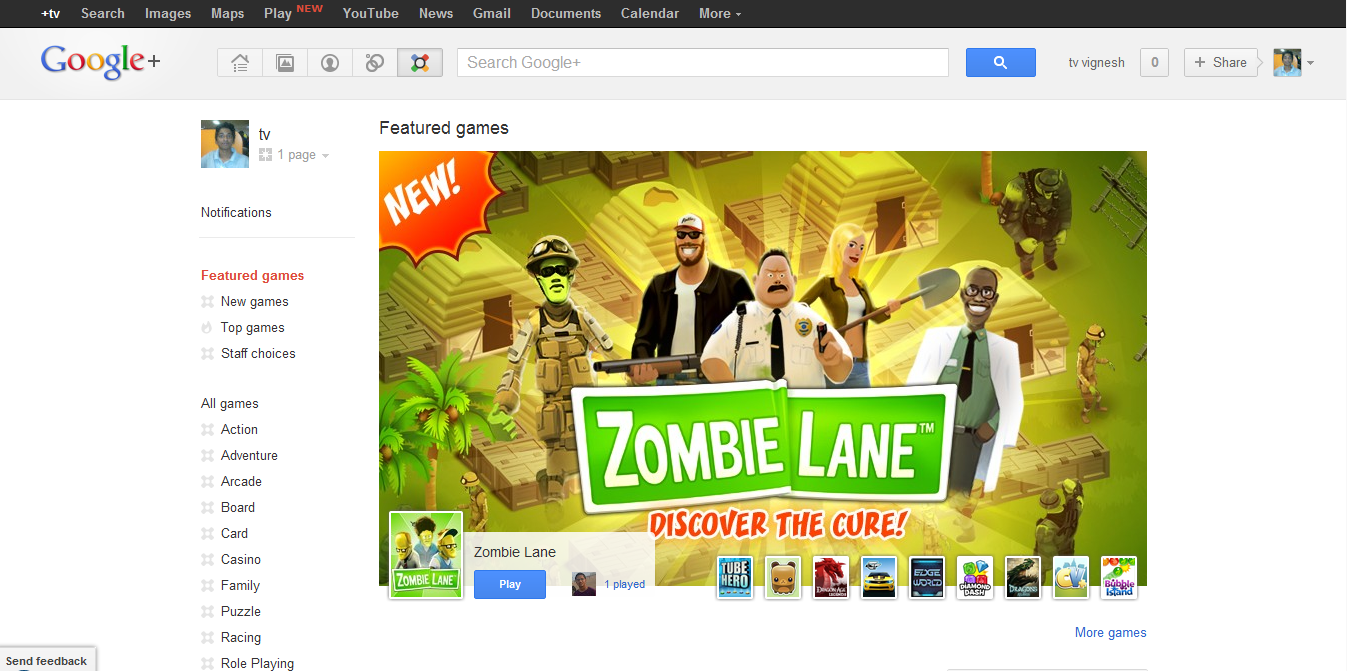 +tv Search Images Maps Play NEW YouTube News Gmail Documents Calendar More
Google+
Search Google+
tv vignesh
0
+ Share
tv
1 page
Notifications
Featured games
New games
Top games
Staff choices
All games
Action
Adventure
Arcade
Board
Card
Casino
Family
Puzzle
Racing
Role Playing
Send feedback
Featured games
NEW!
ZOMBIE LANE™
DISCOVER THE CURE!
ZOMBIE LANE
Zombie Lane
Play
1 played
TUBE HERO
DRAGON AGE
EDGE WORLD
DIAMOND DASH
CV
Bubble Island
More games